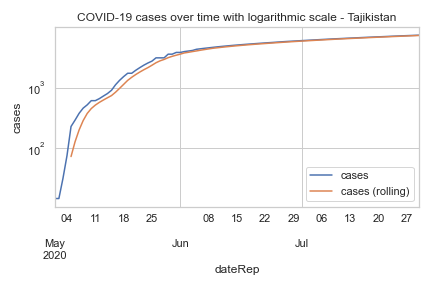 COVID-19 cases over time with logarithmic scale - Tajikistan
cases
10³
10²
cases
cases (rolling)
04 11 18 25 08 15 22 29 06 13 20 27
May Jun Jul
2020
dateRep